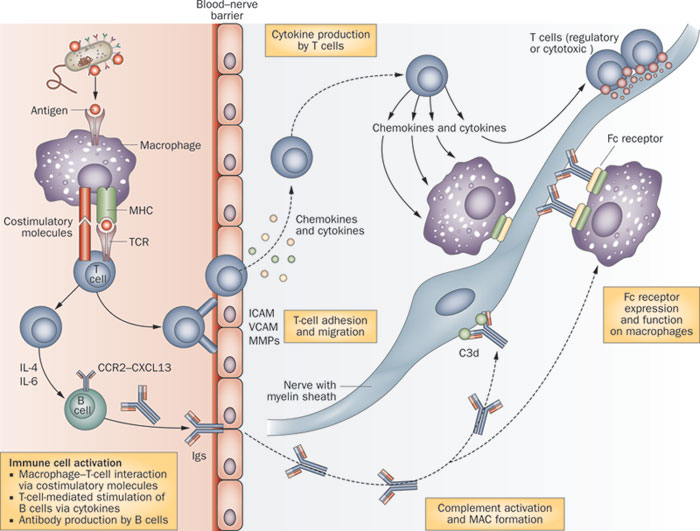 Blood–nerve
barrier
Cytokine production
by T cells
T cells (regulatory
or cytotoxic )
Antigen
Macrophage
Chemokines and cytokines
Fc receptor
MHC
Costimulatory
molecules
TCR
Chemokines
and cytokines
T
cell
ICAM
VCAM
MMPs
T-cell adhesion
and migration
Fc receptor
expression
and function
on macrophages
C3d
IL-4
IL-6
CCR2–CXCL13
B
cell
Nerve with
myelin sheath
Igs
Immune cell activation
▪ Macrophage–T-cell interaction
via costimulatory molecules
▪ T-cell-mediated stimulation of
B cells via cytokines
▪ Antibody production by B cells
Complement activation
and MAC formation